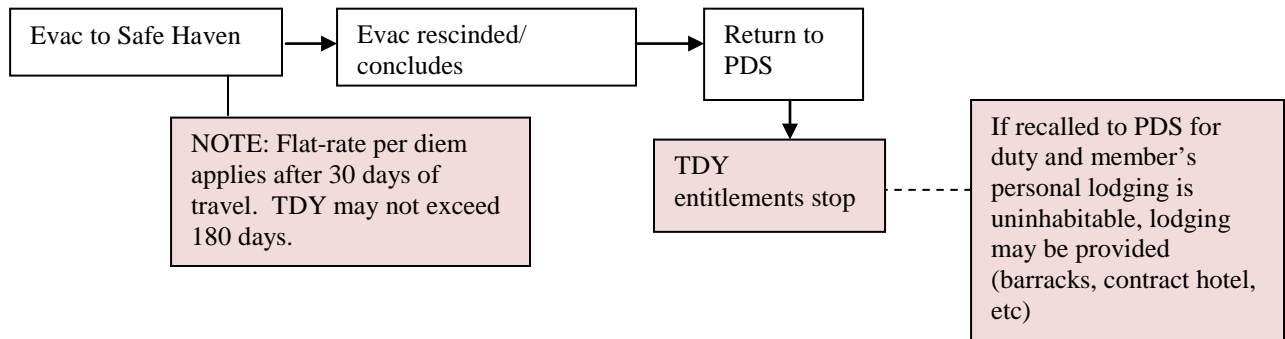 Evac to Safe Haven
Evac rescinded/
concludes
Return to
PDS
NOTE: Flat-rate per diem
applies after 30 days of
travel.  TDY may not exceed
180 days.
TDY
entitlements stop
If recalled to PDS for
duty and member’s
personal lodging is
uninhabitable, lodging
may be provided
(barracks, contract hotel,
etc)